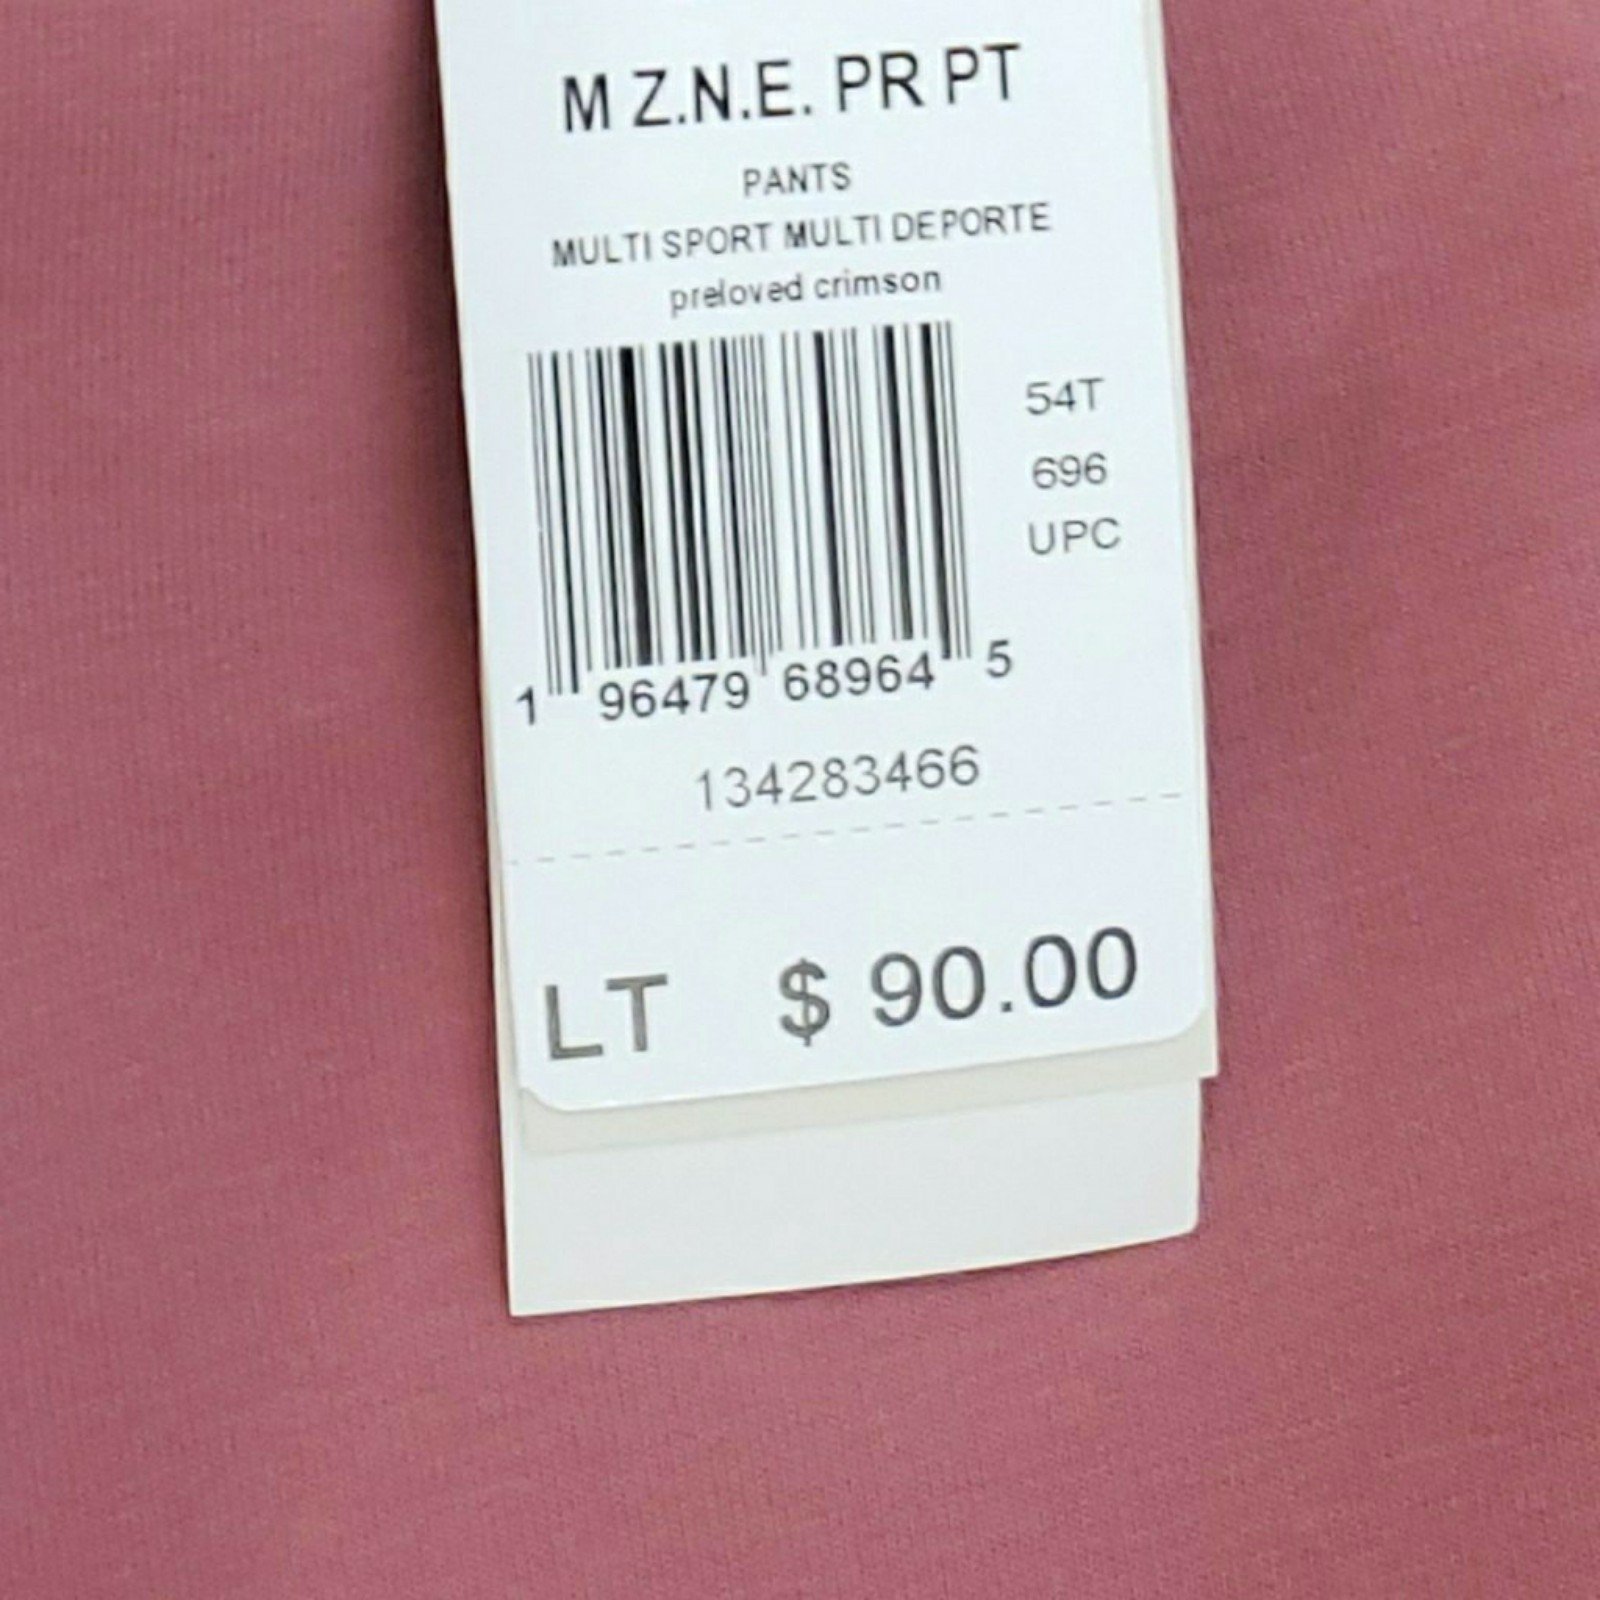 M Z.N.E. PR PT
PANTS
MULTI SPORT MULTI DEPORTE
preloved crimson
54T
696
UPC
1 96479 68964 5
134283466
LT $ 90.00